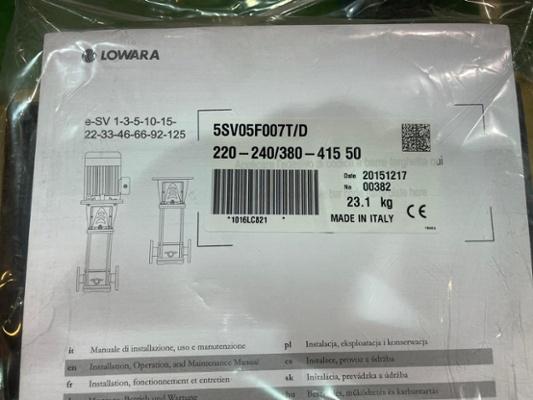 LOWARA
e-SV 1-3-5-10-15-
22-33-46-66-92-125
5SV05F007T/D
220-240/380-415 50
Date 20151217
No 00382
23.1 kg
*1016LC821 *
MADE IN ITALY CE
it Manuale di installazione, uso e manutenzione
en Installation, Operation, and Maintenance Manual
fr Installation, fonctionnement et entretien
pl Instalacja, eksploatacja i konserwacja
cs Instalace, provoz a údržba
sk Inštalácia, prevádzka a údržba